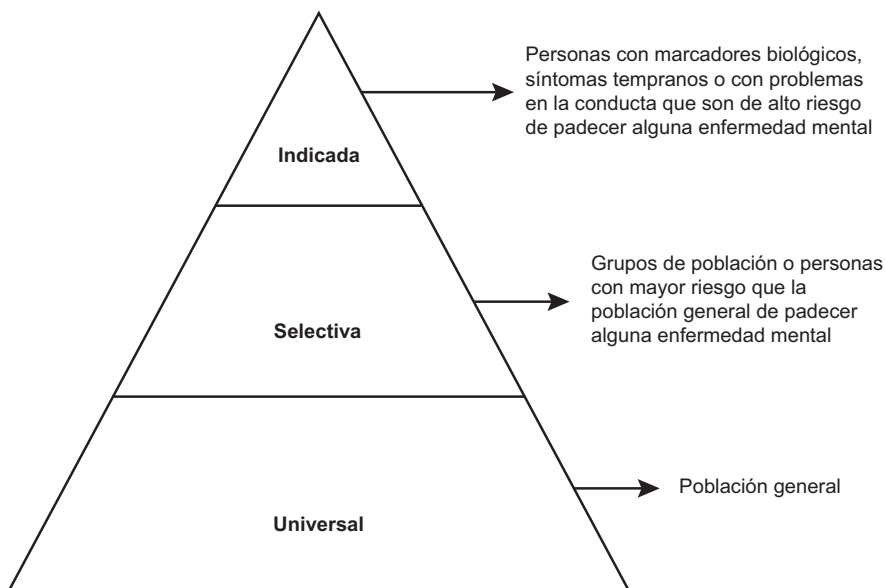 Personas con marcadores biológicos,
síntomas tempranos o con problemas
en la conducta que son de alto riesgo
de padecer alguna enfermedad mental
Indicada
Grupos de población o personas
con mayor riesgo que la
población general de padecer
alguna enfermedad mental
Selectiva
Población general
Universal